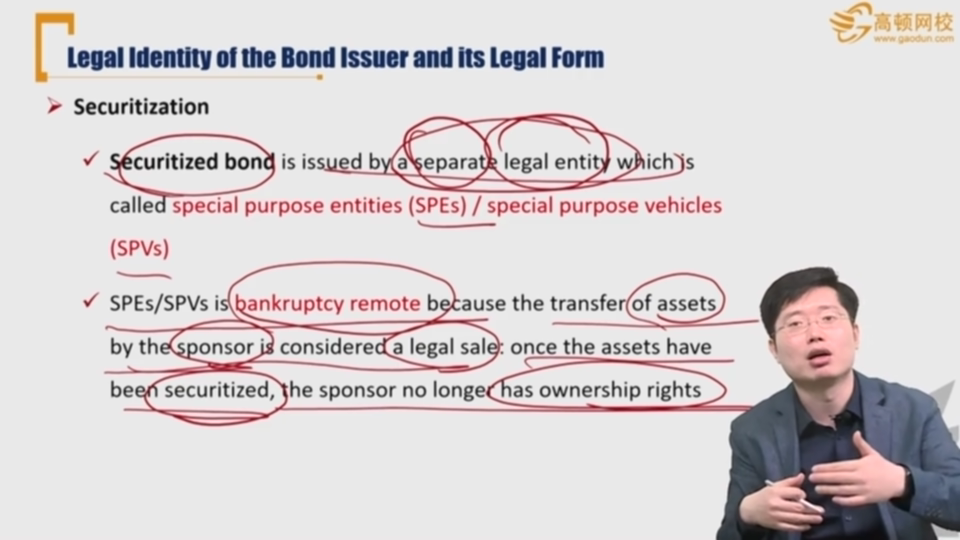 高顿网校
www.gaodun.com
Legal Identity of the Bond Issuer and its Legal Form
Securitization
Securitized bond is issued by a separate legal entity which is
called special purpose entities (SPEs) / special purpose vehicles
(SPVs)
SPEs/SPVs is bankruptcy remote because the transfer of assets
by the sponsor is considered a legal sale: once the assets have
been securitized, the sponsor no longer has ownership rights